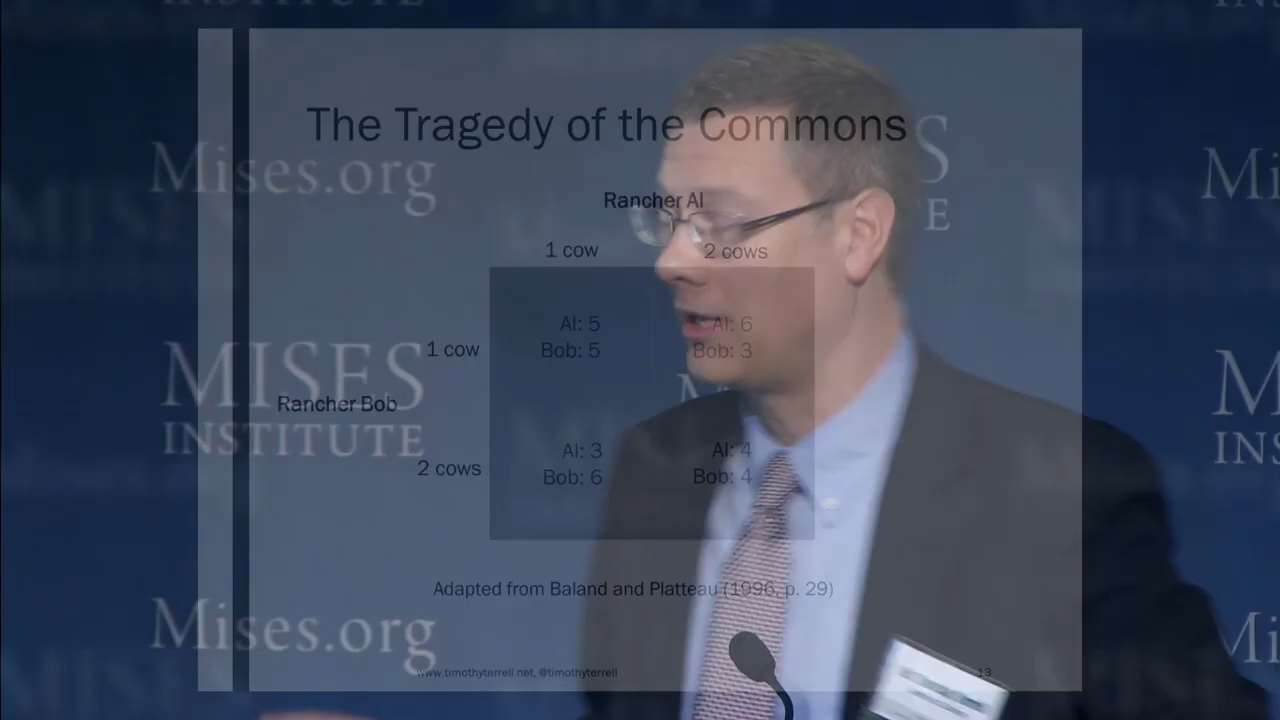 INSTITUTE
The Tragedy of the Commons
Mises.org
Rancher Al
1 cow
2 cows
Al: 5
Al: 6
1 cow
Bob: 5
Bob: 3
MISES
INSTITUTE
Rancher Bob
Al: 3
Al: 4
2 cows
Bob: 6
Bob: 4
Adapted from Baland and Platteau (1996, p. 29)
Mises.org
www.timothyterrell.net, @timothyterrell
13